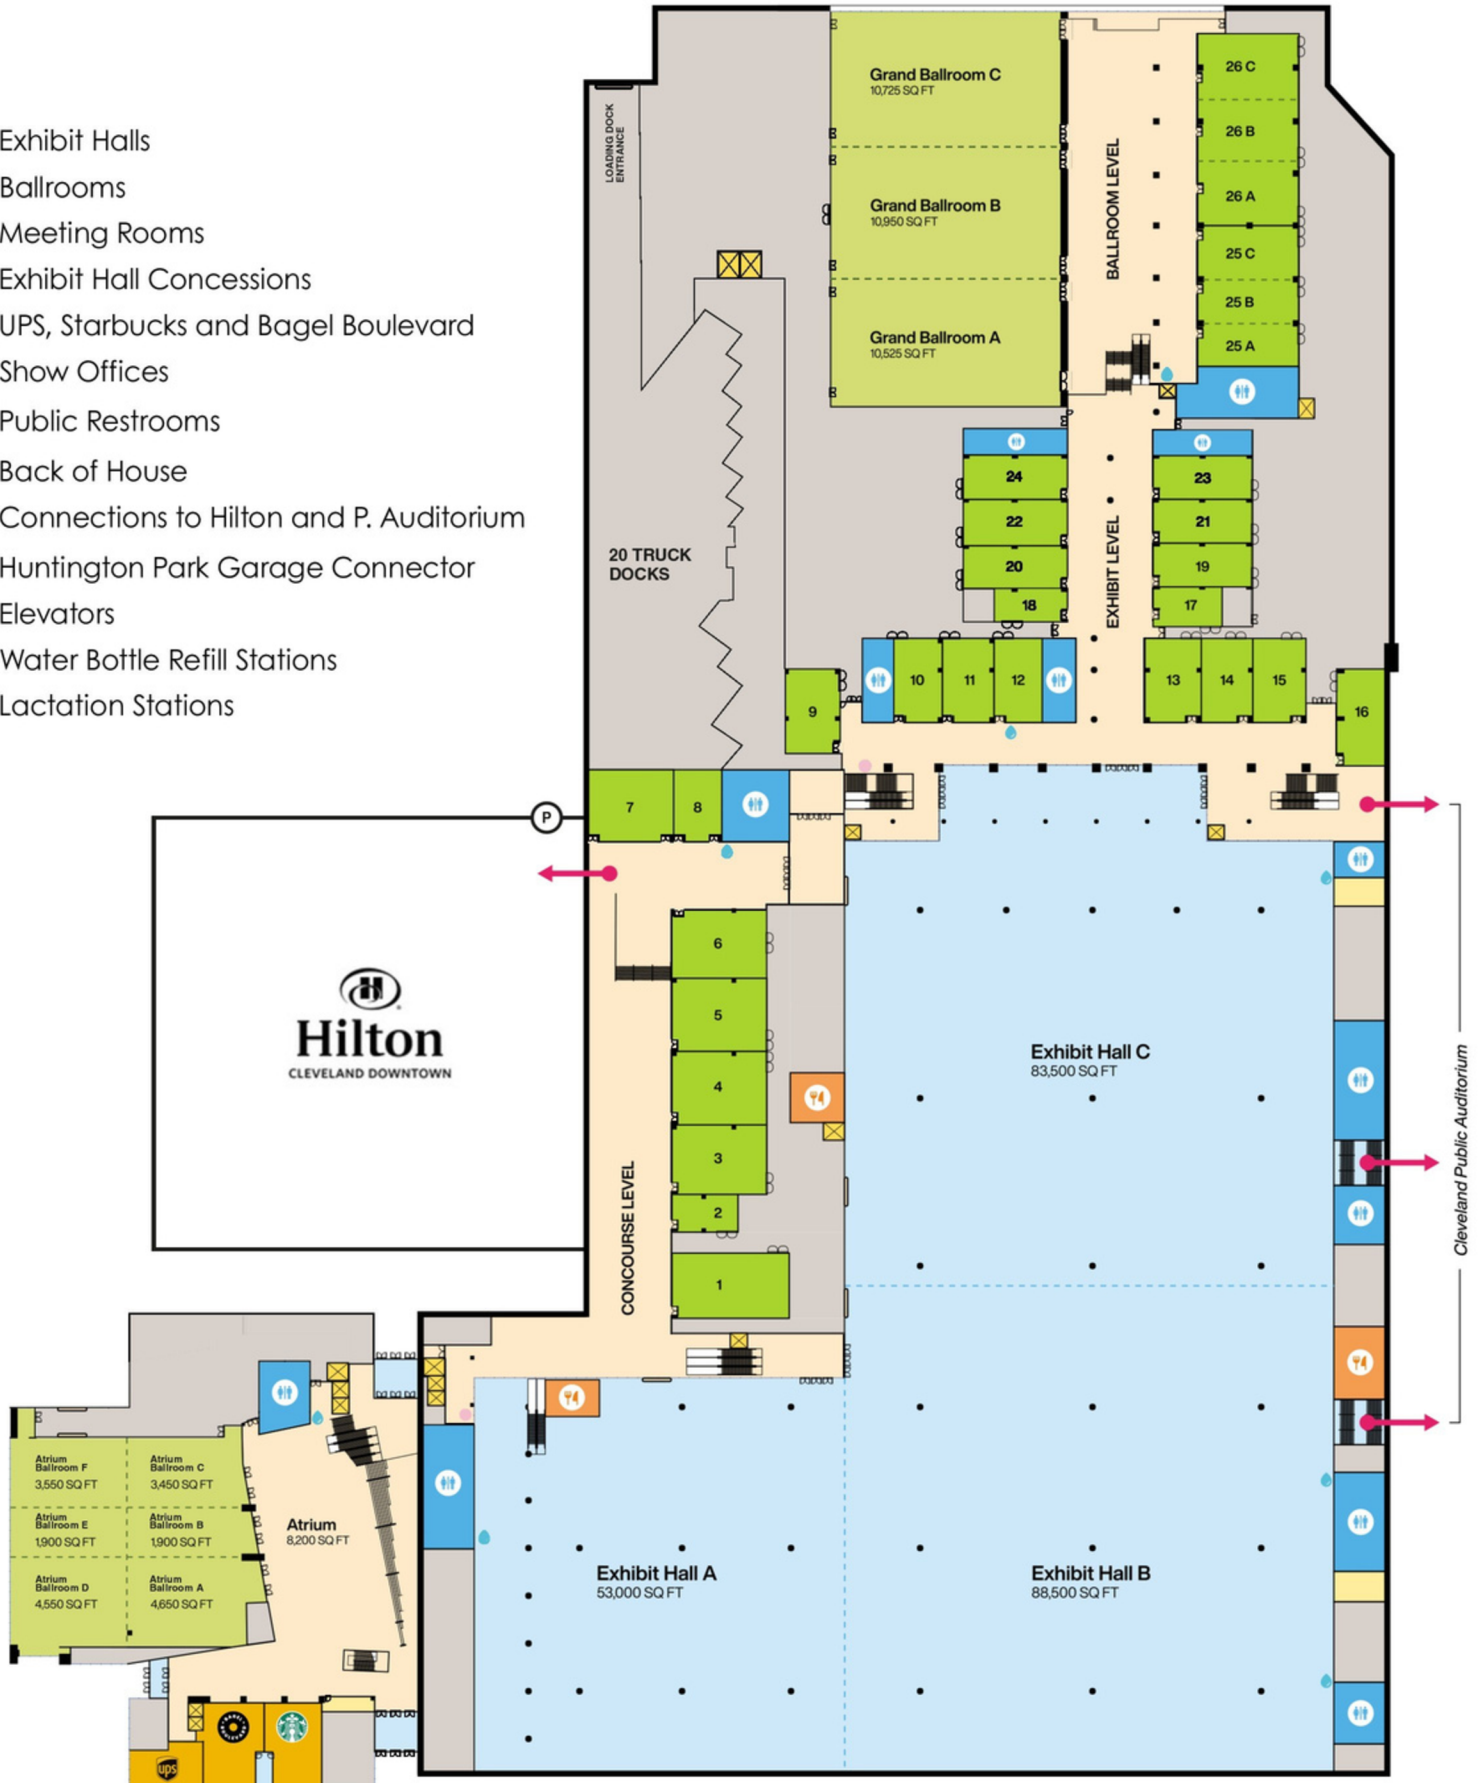 Exhibit Halls
Ballrooms
Meeting Rooms
Exhibit Hall Concessions
UPS, Starbucks and Bagel Boulevard
Show Offices
Public Restrooms
Back of House
Connections to Hilton and P. Auditorium
Huntington Park Garage Connector
Elevators
Water Bottle Refill Stations
Lactation Stations
LOADING DOCK
ENTRANCE
Grand Ballroom C
10,725 SQ FT
Grand Ballroom B
10,950 SQ FT
Grand Ballroom A
10,525 SQ FT
BALLROOM LEVEL
26 C
26 B
26 A
25 C
25 B
25 A
20 TRUCK
DOCKS
24
22
20
18
EXHIBIT LEVEL
23
21
19
17
9
10
11
12
13
14
15
16
7
8
P
Hilton
CLEVELAND DOWNTOWN
6
5
4
3
2
1
CONCOURSE LEVEL
Exhibit Hall C
83,500 SQ FT
Cleveland Public Auditorium
Atrium
Ballroom F
3,550 SQ FT
Atrium
Ballroom C
3,450 SQ FT
Atrium
Ballroom E
1,900 SQ FT
Atrium
Ballroom B
1,900 SQ FT
Atrium
Ballroom D
4,550 SQ FT
Atrium
Ballroom A
4,650 SQ FT
Atrium
8,200 SQ FT
Exhibit Hall A
53,000 SQ FT
Exhibit Hall B
88,500 SQ FT
ups